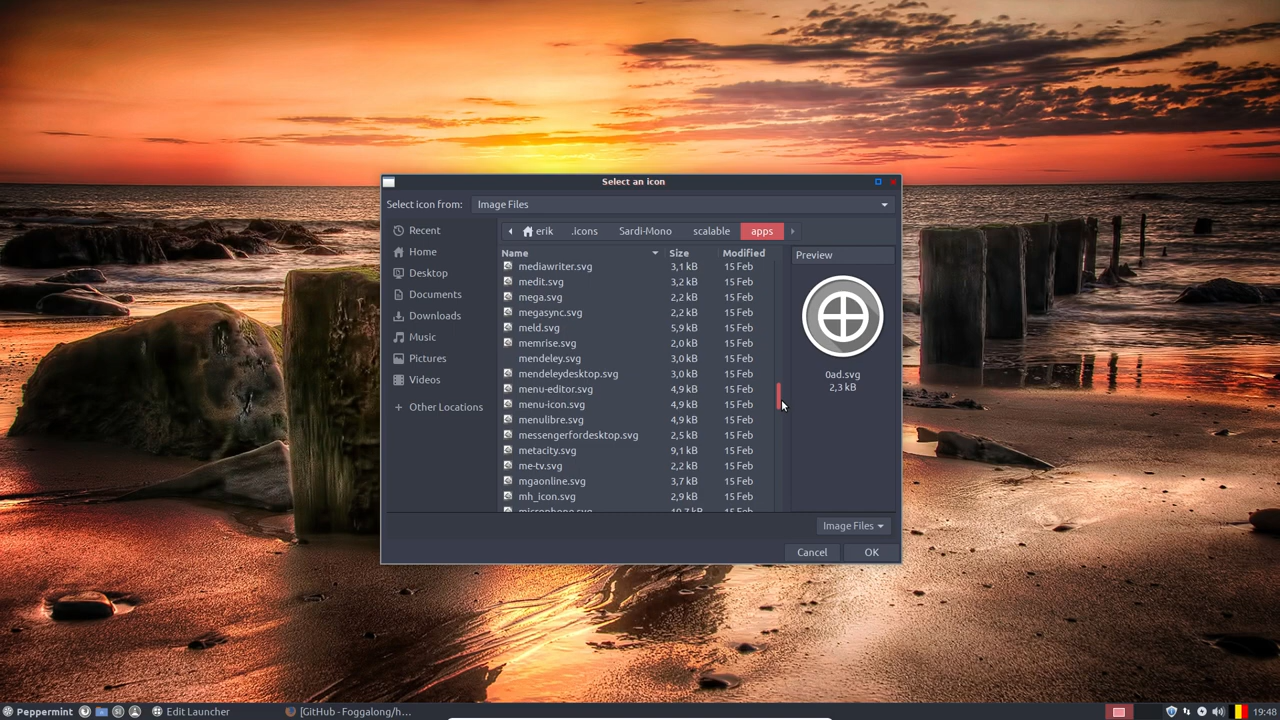 Select an icon
Select icon from: Image Files
erik .icons Sardi-Mono scalable apps
Recent
Home
Desktop
Documents
Downloads
Music
Pictures
Videos
Other Locations
Name Size Modified
mediawriter.svg 3,1 kB 15 Feb
medit.svg 3,2 kB 15 Feb
mega.svg 2,2 kB 15 Feb
megasync.svg 2,2 kB 15 Feb
meld.svg 5,9 kB 15 Feb
memrise.svg 2,0 kB 15 Feb
mendeley.svg 3,0 kB 15 Feb
mendeleydesktop.svg 3,0 kB 15 Feb
menu-editor.svg 4,9 kB 15 Feb
menu-icon.svg 4,9 kB 15 Feb
menulibre.svg 4,9 kB 15 Feb
messengerfordesktop.svg 2,5 kB 15 Feb
metacity.svg 9,1 kB 15 Feb
me-tv.svg 2,2 kB 15 Feb
mgaonline.svg 3,7 kB 15 Feb
mh_icon.svg 2,9 kB 15 Feb
microphone.svg 10,7 kB 15 Feb
Preview
0ad.svg
2,3 kB
Image Files
Cancel OK
Peppermint Edit Launcher [GitHub - Foggalong/h... 19:48